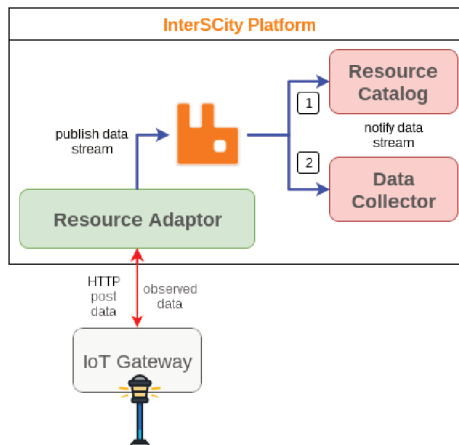 InterSCity Platform
Resource
Catalog
1
publish data
stream
notify data
stream
2
Data
Collector
Resource Adaptor
HTTP
post
data
observed
data
IoT Gateway